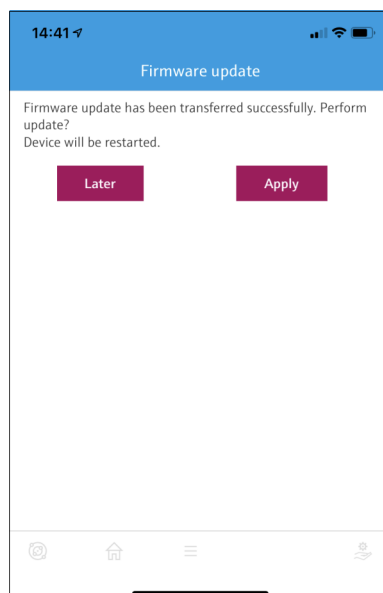 14:41
Firmware update
Firmware update has been transferred successfully. Perform
update?
Device will be restarted.
Later Apply